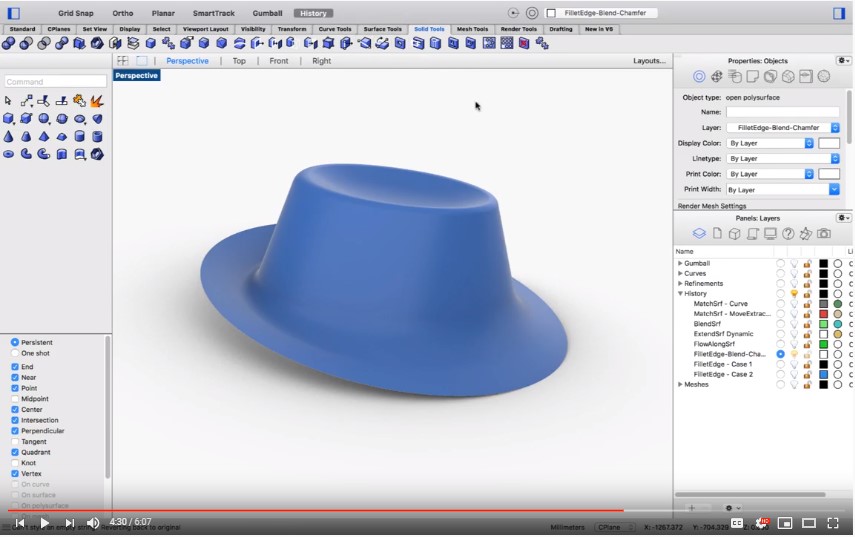 Grid Snap Ortho Planar SmartTrack Gumball History
FilletEdge-Blend-Chamfer
Standard CPlanes Set View Display Select Viewport Layout Visibility Transform Curve Tools Surface Tools Solid Tools Mesh Tools Render Tools Drafting New in V6
Perspective Top Front Right Layouts...
Perspective
Command
Persistent
One shot
End
Near
Point
Midpoint
Center
Intersection
Perpendicular
Tangent
Quadrant
Knot
Vertex
On curve
On surface
On polysurface
Properties: Objects
Object type: open polysurface
Name:
Layer: FilletEdge-Blend-Chamfer
Display Color: By Layer
Linetype: By Layer
Print Color: By Layer
Print Width: By Layer
Render Mesh Settings
Panels: Layers
Name
Gumball
Curves
Refinements
History
MatchSrf - Curve
MatchSrf - MoveExtrac...
BlendSrf
ExtendSrf Dynamic
FlowAlongSrf
FilletEdge-Blend-Cha...
FilletEdge - Case 1
FilletEdge - Case 2
Meshes
4:30 / 6:07
CC
HD
Millimeters CPlane X: -1257.372